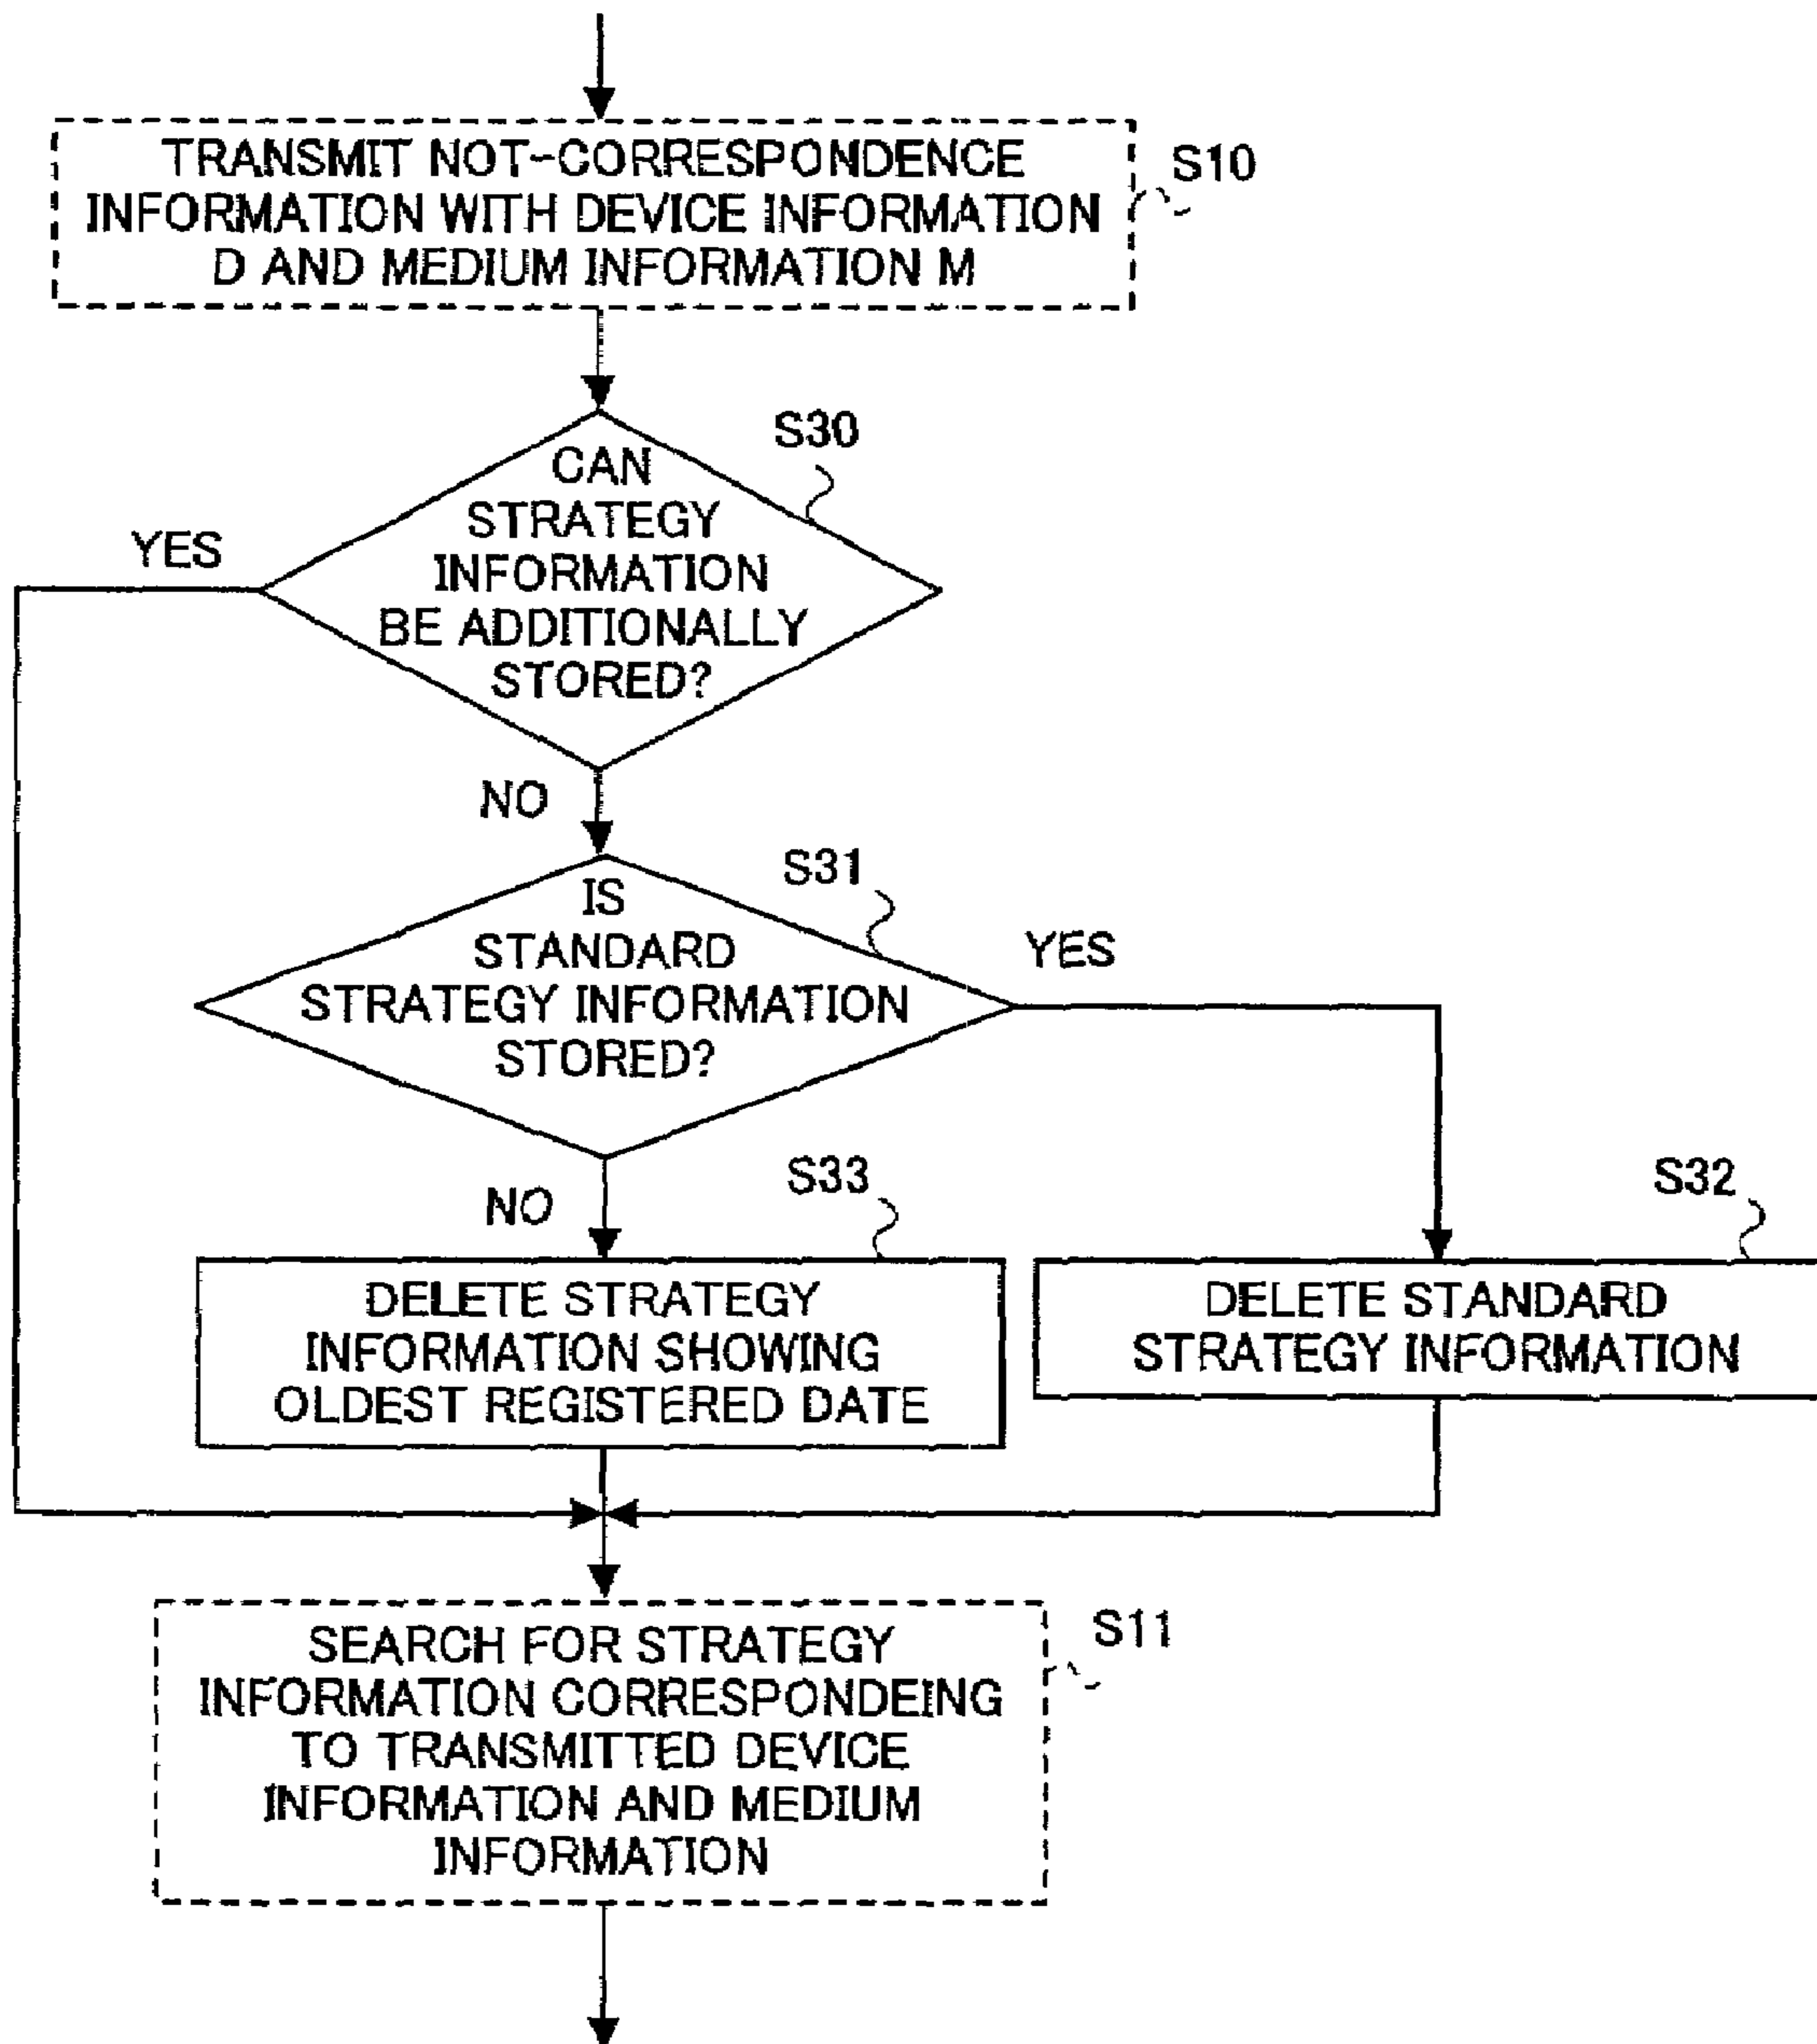 TRANSMIT NOT-CORRESPONDENCE
INFORMATION WITH DEVICE INFORMATION
D AND MEDIUM INFORMATION M
S10
S30
CAN
STRATEGY
INFORMATION
BE ADDITIONALLY
STORED?
YES
NO
S31
IS
STANDARD
STRATEGY INFORMATION
STORED?
YES
NO
S33
S32
DELETE STRATEGY
INFORMATION SHOWING
OLDEST REGISTERED DATE
DELETE STANDARD
STRATEGY INFORMATION
SEARCH FOR STRATEGY
INFORMATION CORRESPONDEING
TO TRANSMITTED DEVICE
INFORMATION AND MEDIUM
INFORMATION
S11